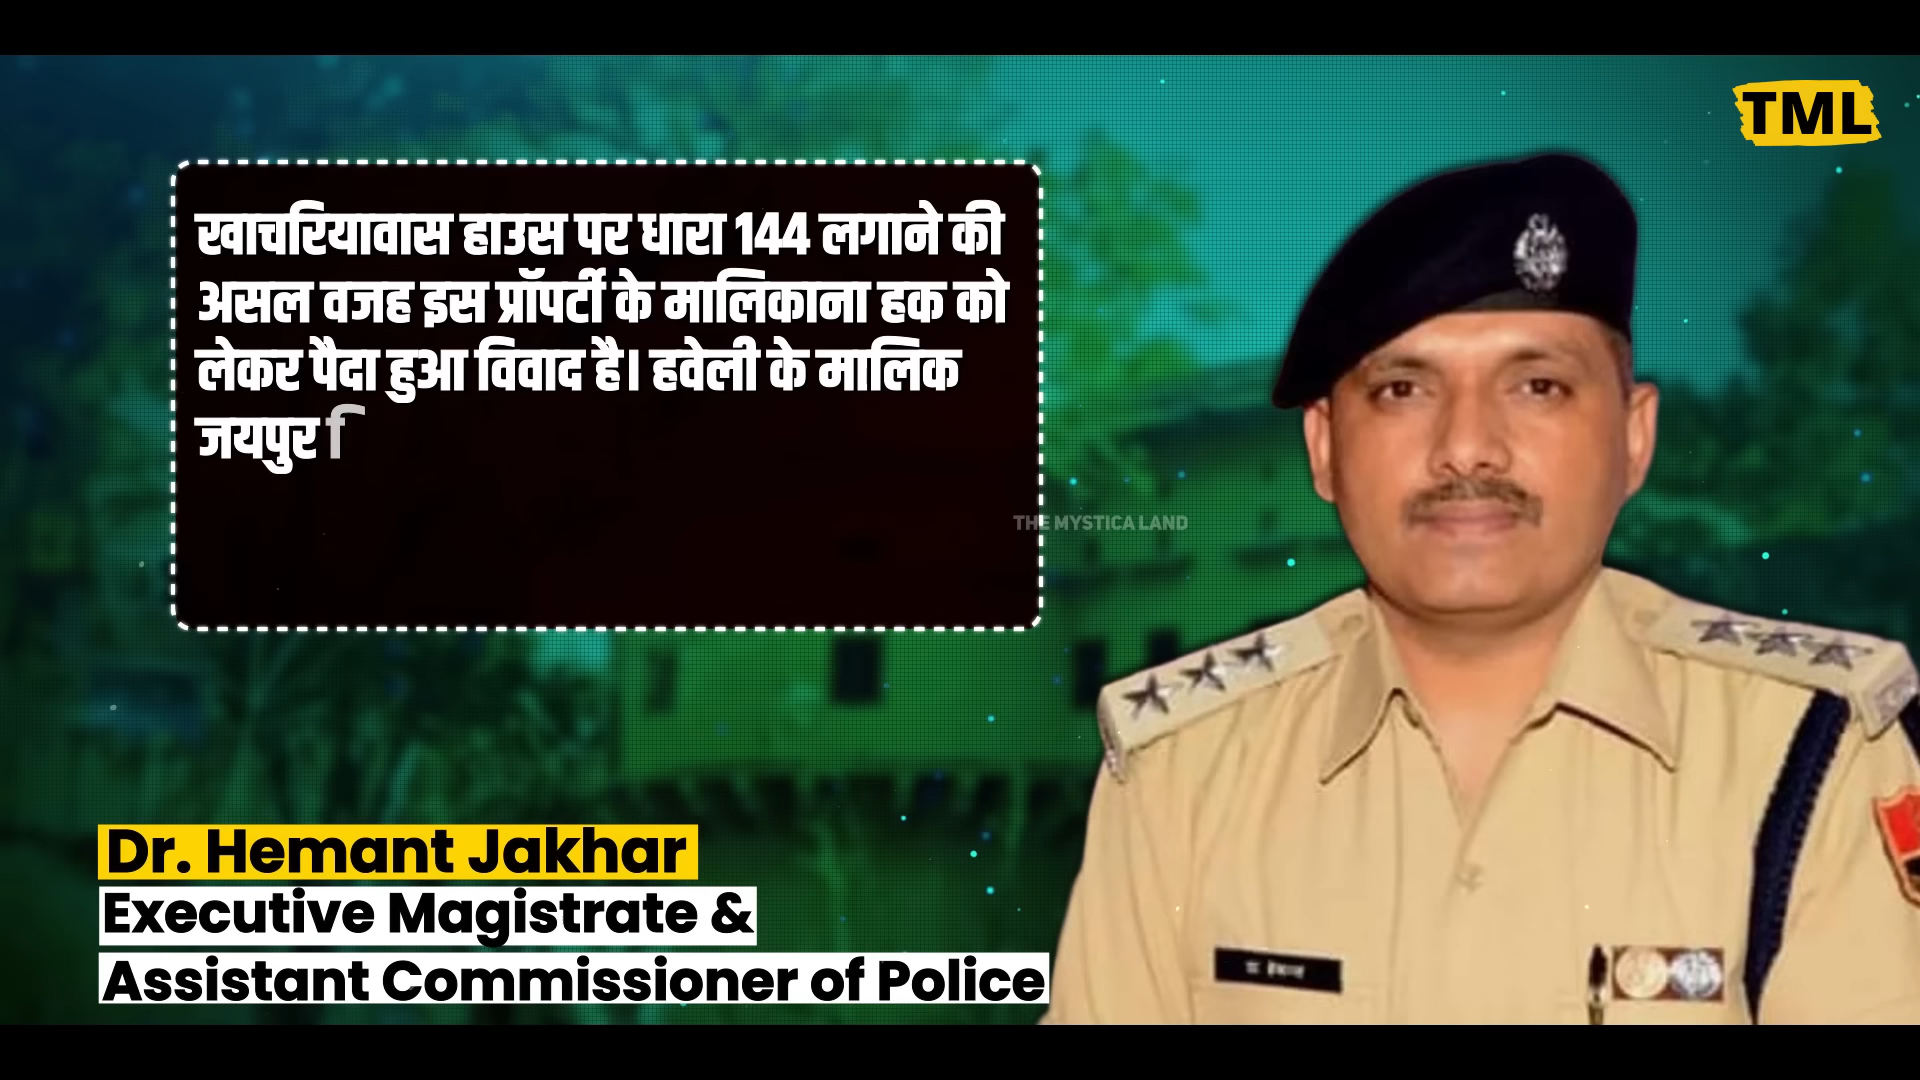 TML
खाचरियावास हाउस पर धारा 144 लगाने की
असल वजह इस प्रॉपर्टी के मालिकाना हक को
लेकर पैदा हुआ विवाद है। हवेली के मालिक
जयपुर
THE MYSTICA LAND
Dr. Hemant Jakhar
Executive Magistrate &
Assistant Commissioner of Police